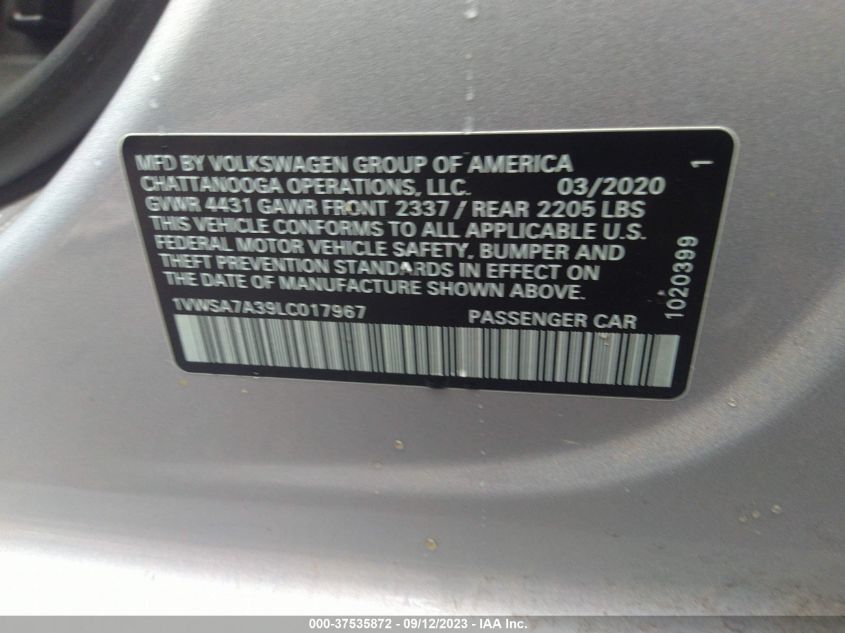 MFD BY VOLKSWAGEN GROUP OF AMERICA
CHATTANOOGA OPERATIONS, LLC. 03/2020
GVWR 4431 GAWR FRONT 2337 / REAR 2205 LBS
THIS VEHICLE CONFORMS TO ALL APPLICABLE U.S.
FEDERAL MOTOR VEHICLE SAFETY, BUMPER AND
THEFT PREVENTION STANDARDS IN EFFECT ON
THE DATE OF MANUFACTURE SHOWN ABOVE.
1VWSA7A39LC017967 PASSENGER CAR
1020399 1
000-37535872 - 09/12/2023 - IAA Inc.